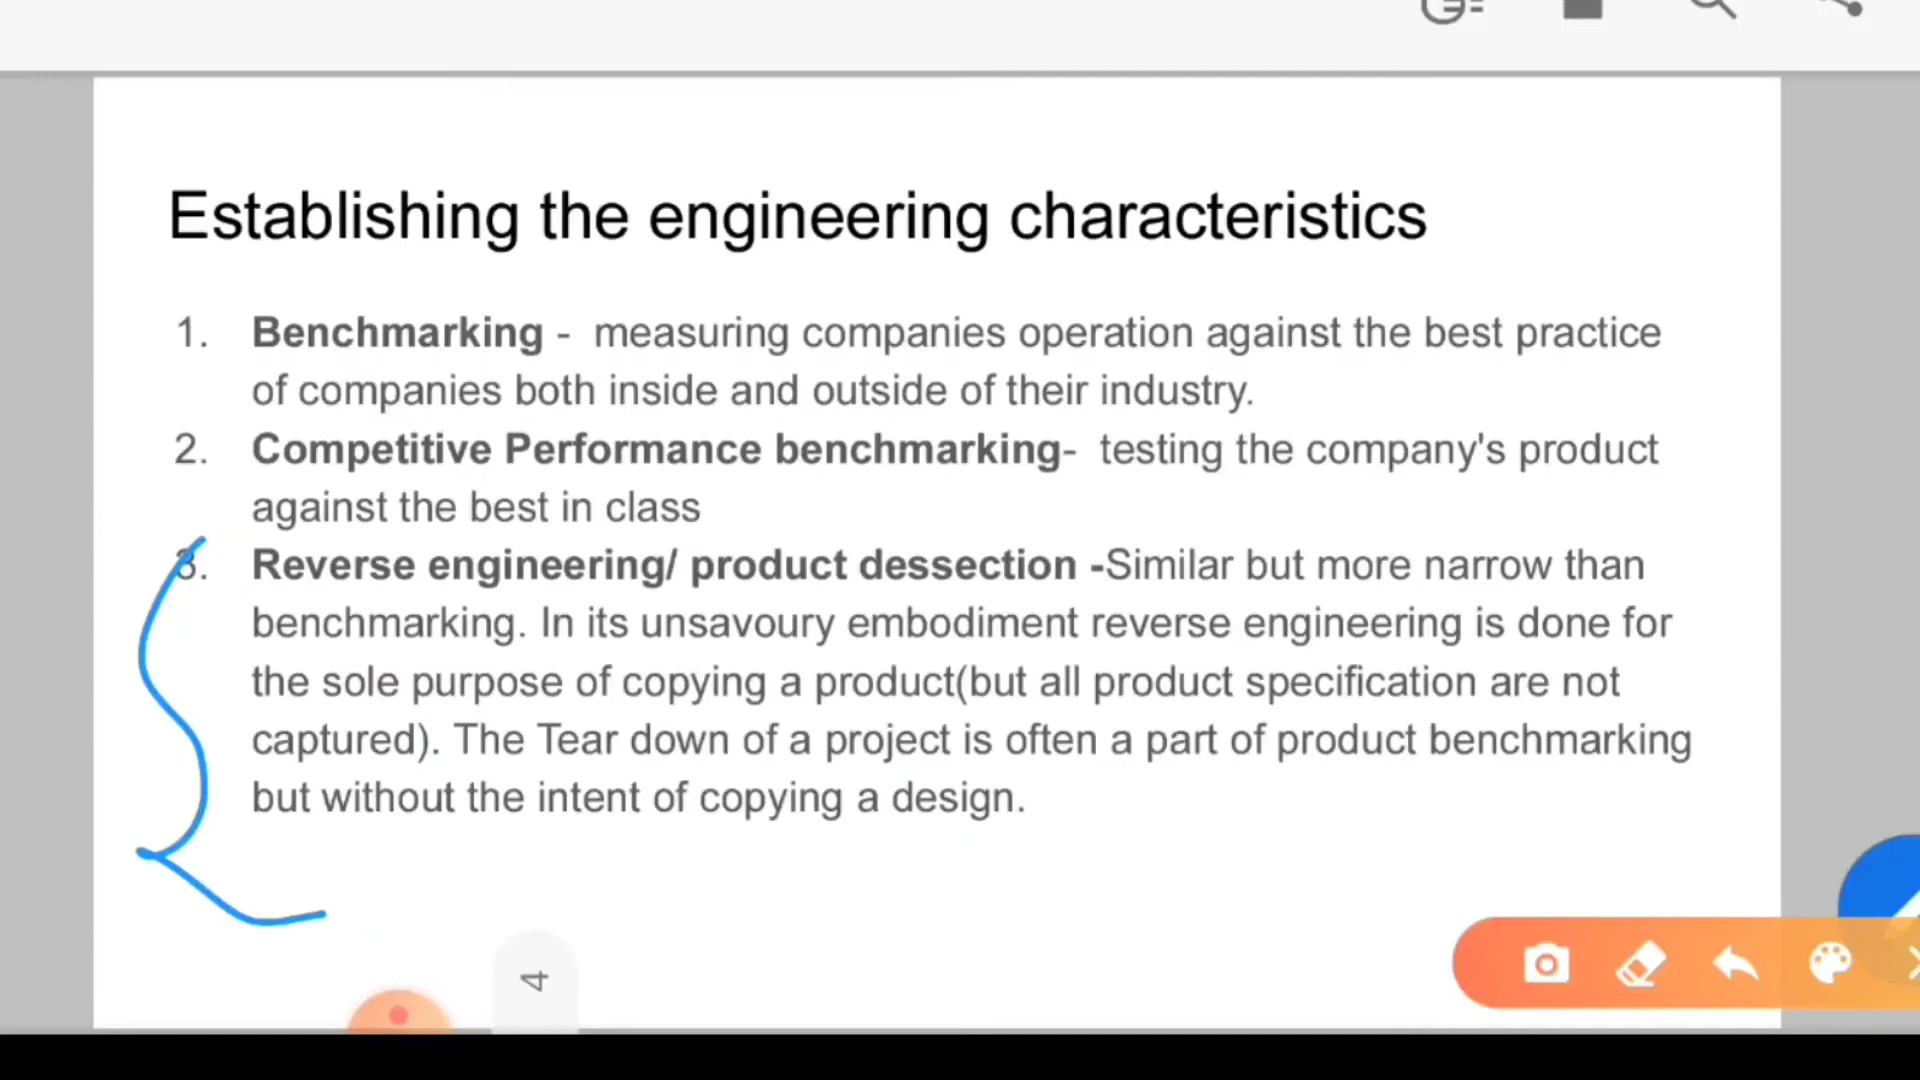 Establishing the engineering characteristics
1. Benchmarking - measuring companies operation against the best practice
of companies both inside and outside of their industry.
2. Competitive Performance benchmarking- testing the company's product
against the best in class
3. Reverse engineering/ product dessection -Similar but more narrow than
benchmarking. In its unsavoury embodiment reverse engineering is done for
the sole purpose of copying a product(but all product specification are not
captured). The Tear down of a project is often a part of product benchmarking
but without the intent of copying a design.
4